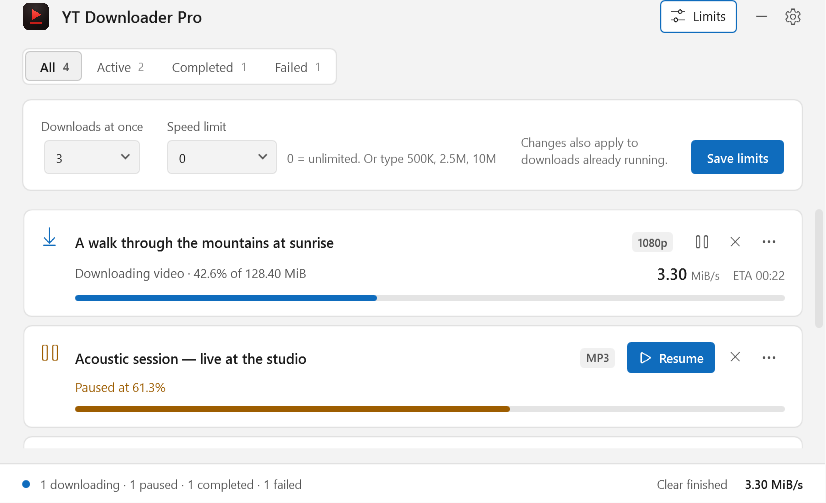 YT Downloader Pro
Limits
All 4 Active 2 Completed 1 Failed 1
Downloads at once
3
Speed limit
0
0 = unlimited. Or type 500K, 2.5M, 10M
Changes also apply to
downloads already running.
Save limits
A walk through the mountains at sunrise
1080p
Downloading video · 42.6% of 128.40 MiB
3.30 MiB/s ETA 00:22
Acoustic session — live at the studio
MP3
Resume
Paused at 61.3%
1 downloading · 1 paused · 1 completed · 1 failed
Clear finished 3.30 MiB/s